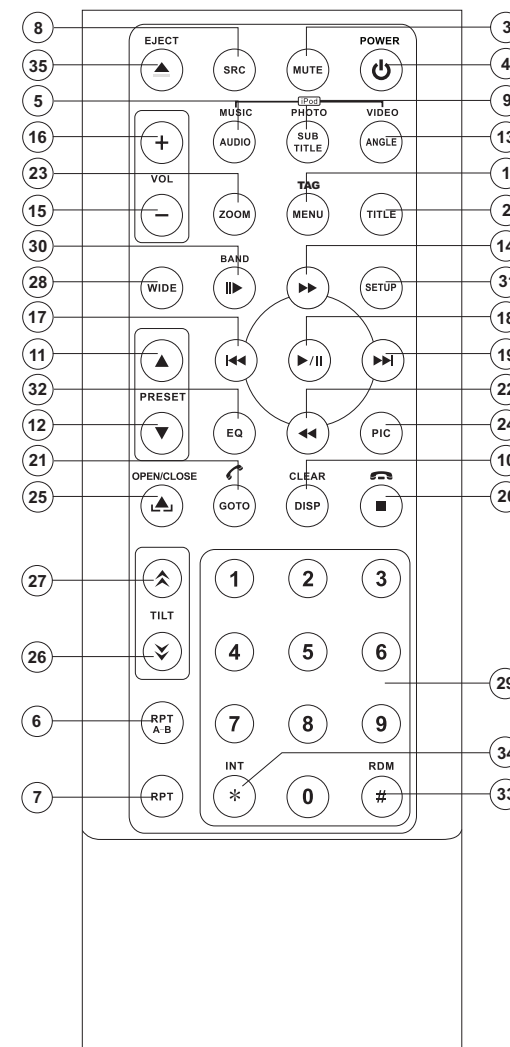 8
3
EJECT
POWER
35
SRC
MUTE
4
5
iPod
9
MUSIC
PHOTO
VIDEO
16
+
AUDIO
SUB
TITLE
ANGLE
13
23
VOL
TAG
1
15
−
ZOOM
MENU
TITLE
2
30
BAND
14
28
WIDE
SETUP
31
17
18
11
19
32
PRESET
22
12
EQ
PIC
24
21
OPEN/CLOSE
CLEAR
10
25
GOTO
DISP
20
27
1
2
3
TILT
26
4
5
6
29
6
RPT
A-B
7
8
9
34
INT
RDM
7
RPT
*
0
#
33